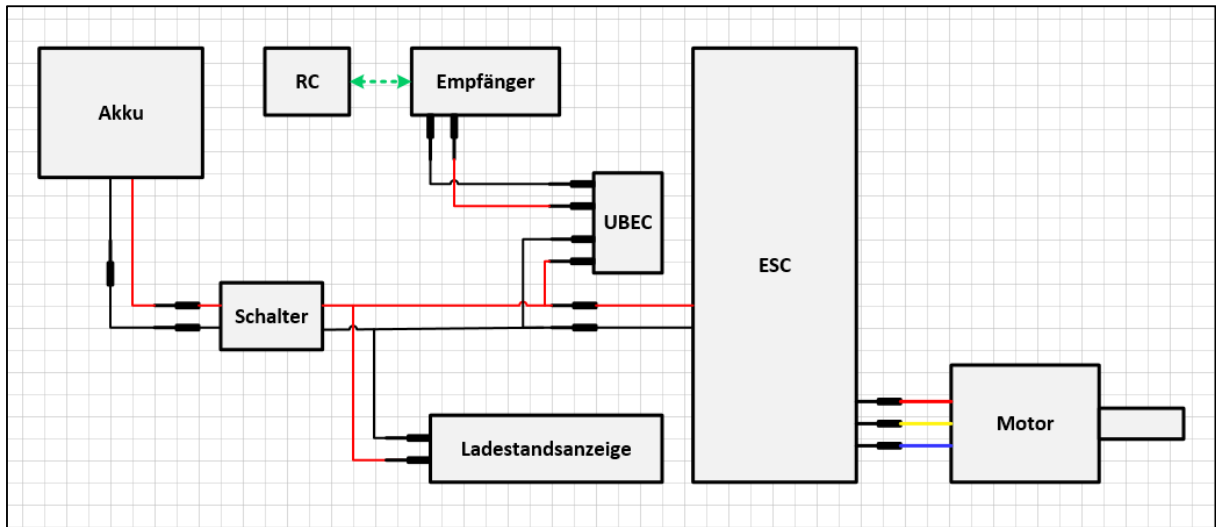 Akku
RC
Empfänger
UBEC
ESC
Schalter
Ladestandsanzeige
Motor